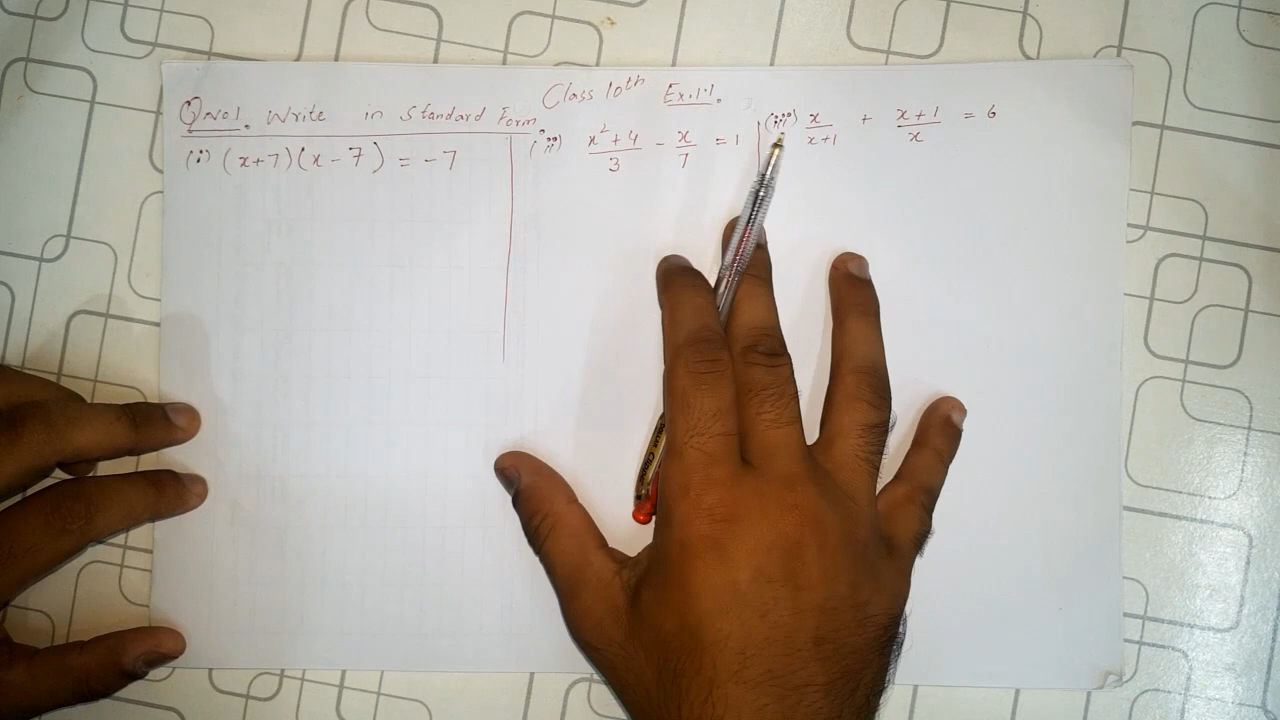 Class 10th Ex.1.1.
Q No1. Write in Standard Form
(i) (x+7)(x-7) = -7
(ii) x²+4/3 - x/7 = 1
(iii) x/x+1 + x+1/x = 6